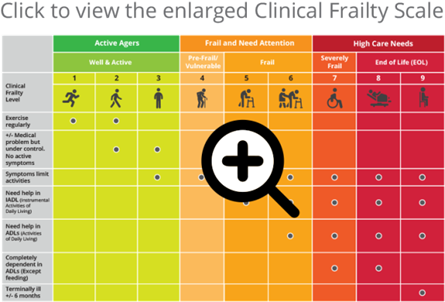 Click to view the enlarged Clinical Frailty Scale
Active Agers
Frail and Need Attention
High Care Needs
Well & Active
Pre-Frail/
Vulnerable
Frail
Severely
Frail
End of Life (EOL)
Clinical
Frailty
Level
1 2 3 4 5 6 7 8 9
Exercise
regularly
+/- Medical
problem but
under control.
No active
symptoms
Symptoms limit
activities
Need help in
IADL (Instrumental
Activities of
Daily Living)
Need help in
ADLs (Activities
of Daily Living)
Completely
dependent in
ADLs (Except
feeding)
Terminally ill
+/- 6 months